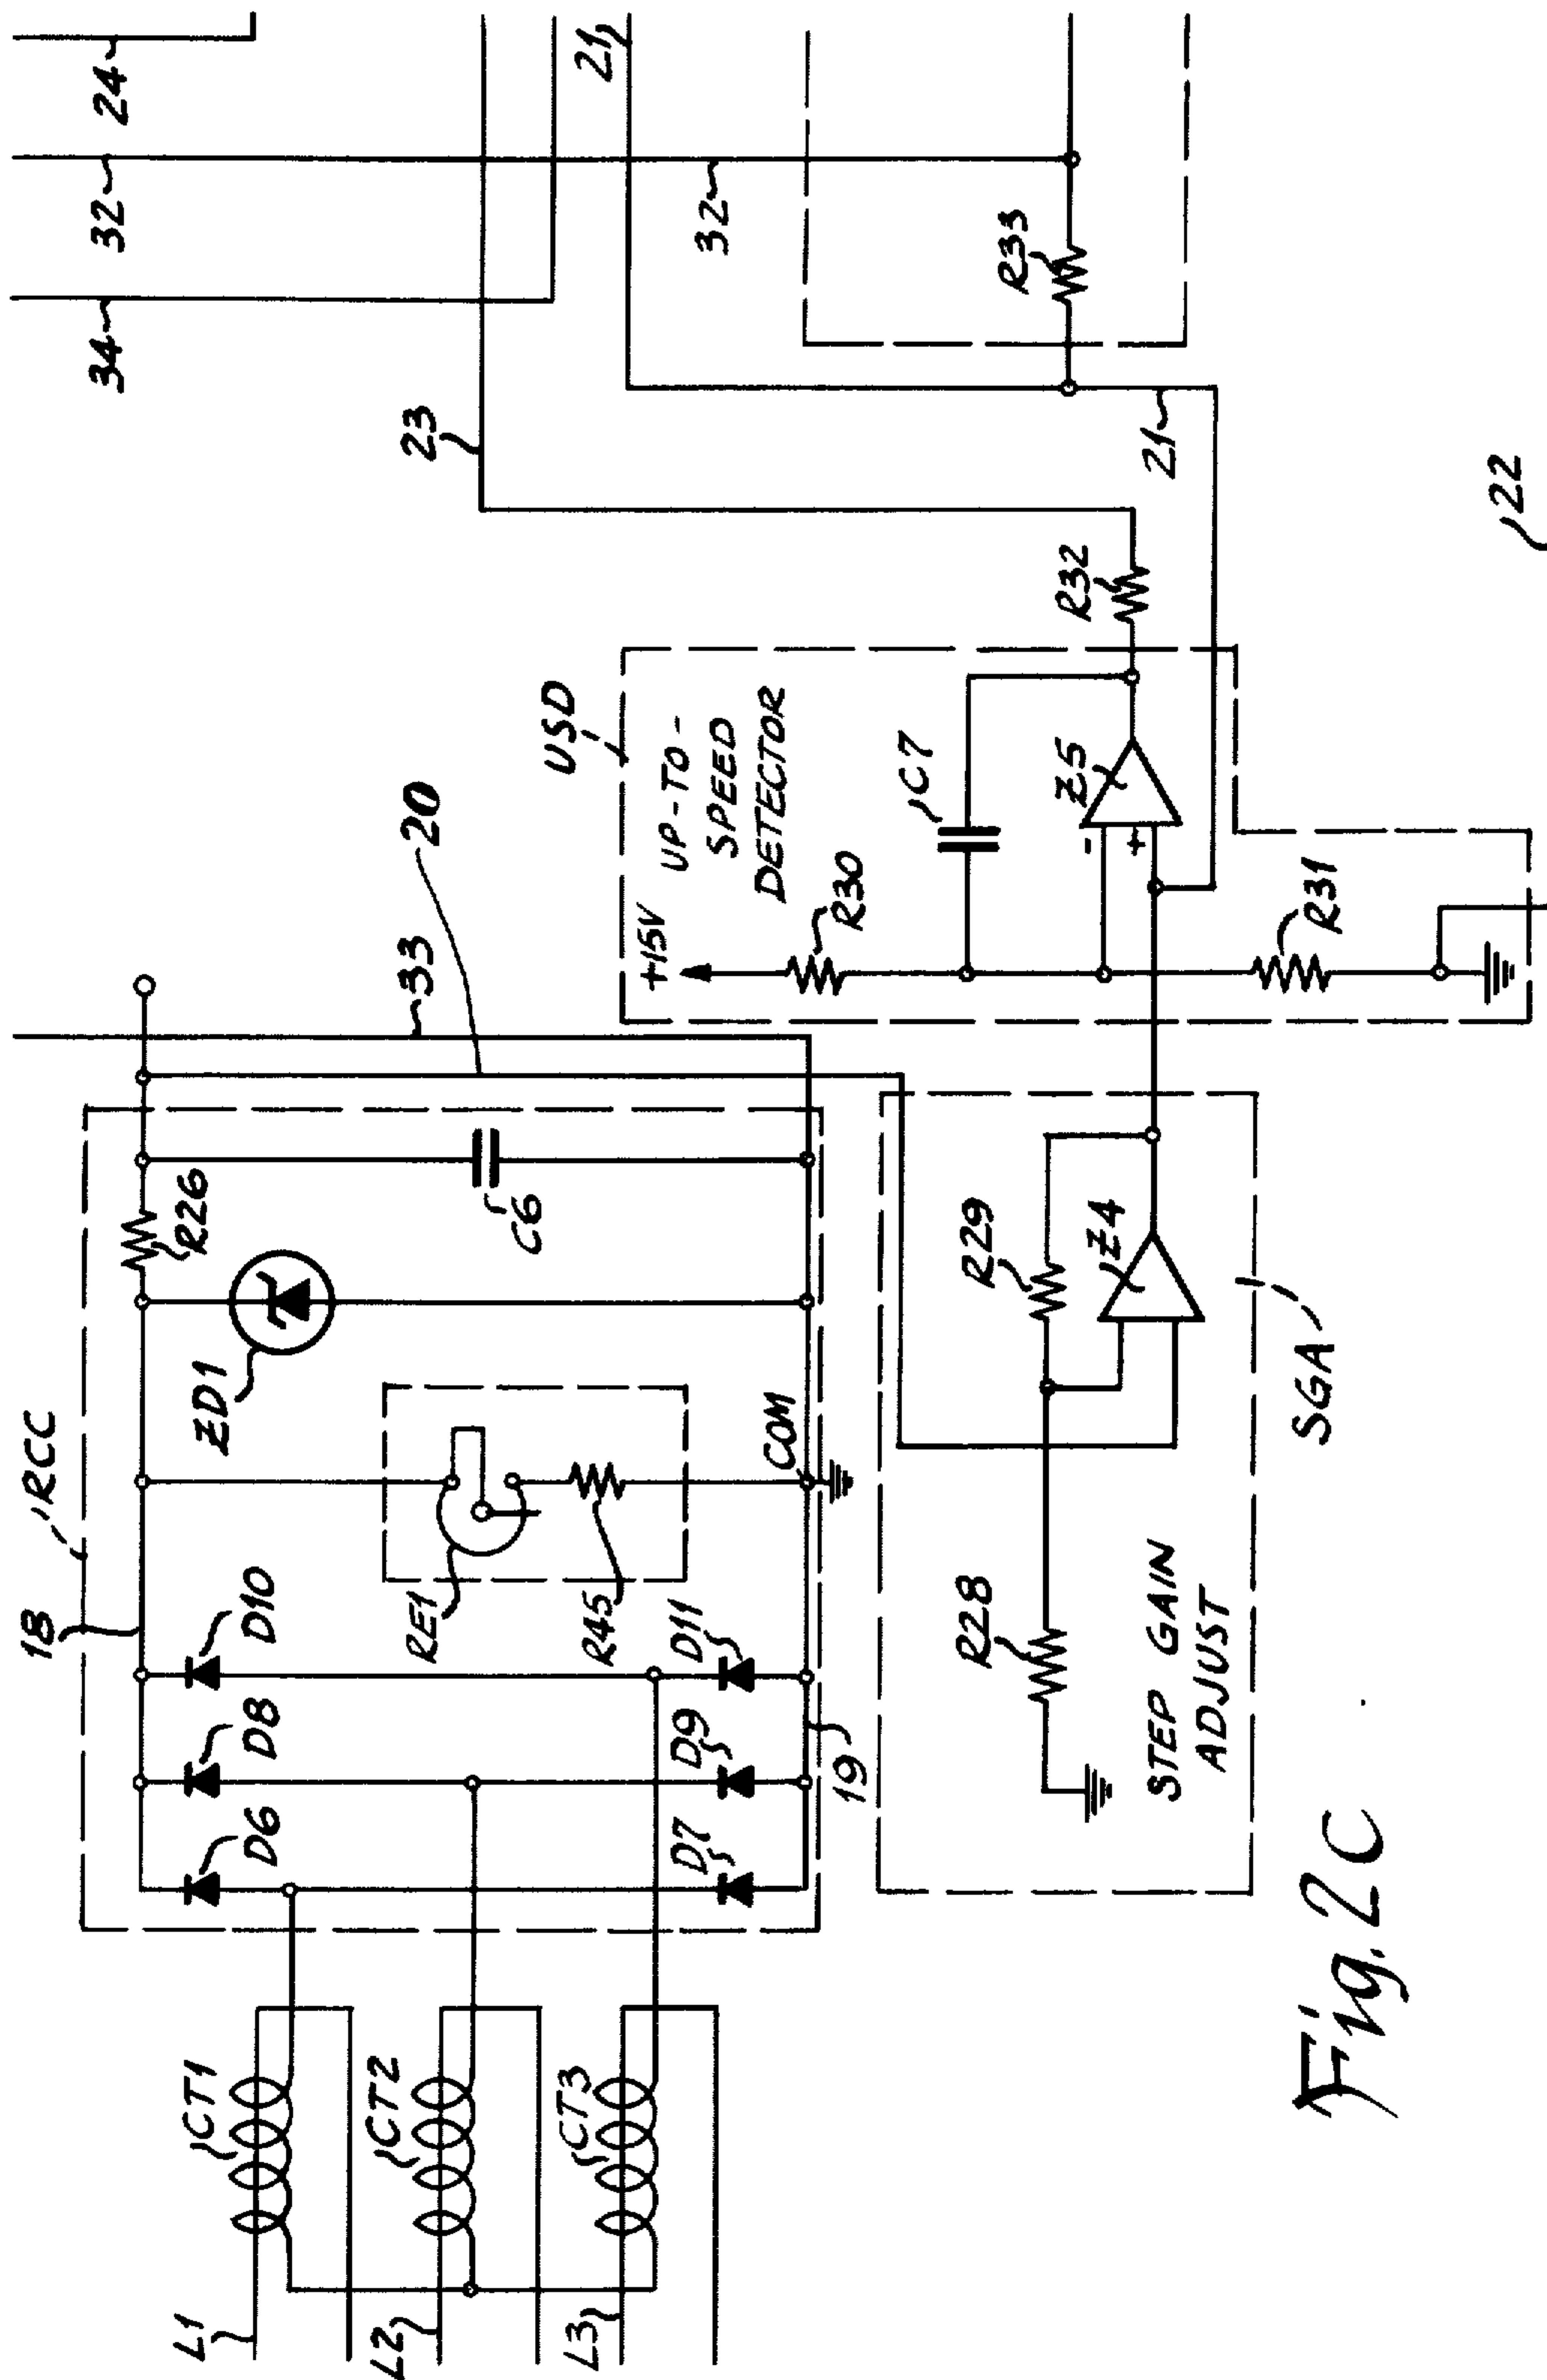 24
32
34
21
32
R33
23
21
22
R32
USD
UP-TO-
SPEED
DETECTOR
C7
Z5
-
+
+15V
R30
R31
20
33
RCC
18
R26
C6
ZD1
COM
RE1
R45
D10
D8
D6
D11
D9
D7
19
R29
Z4
SGA
R28
STEP GAIN
ADJUST
CT1
CT2
CT3
L1
L2
L3
Fig. 2C